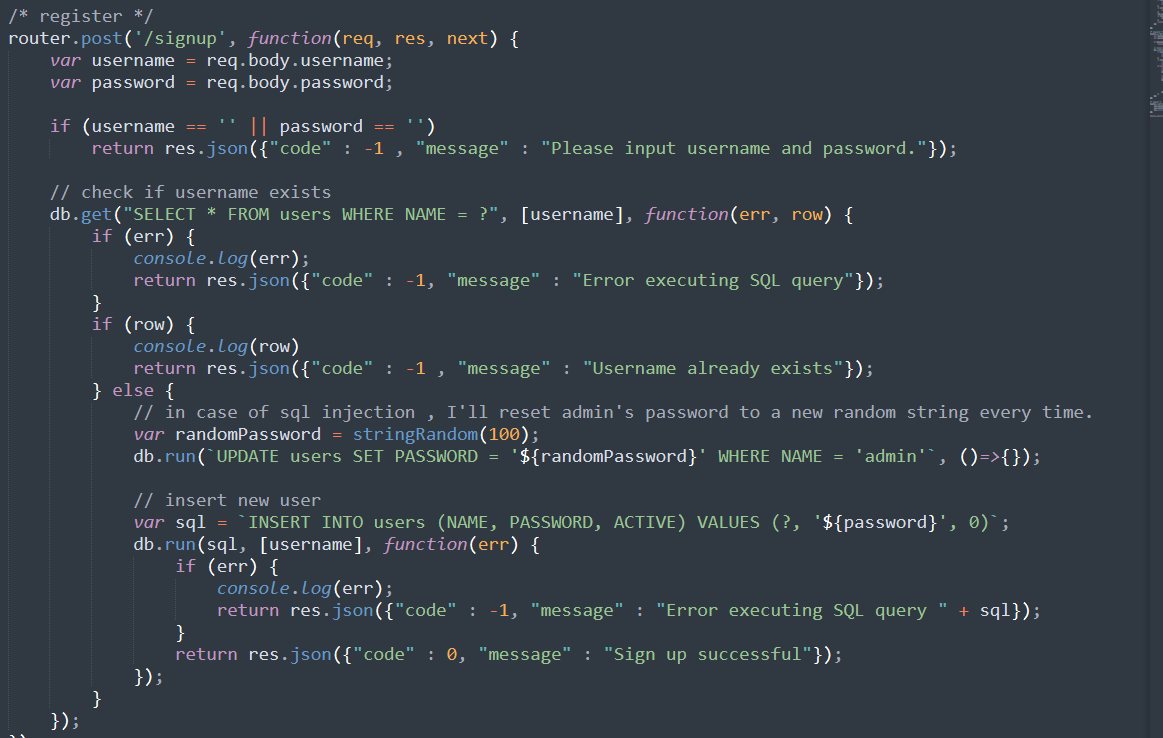 /* register */
router.post('/signup', function(req, res, next) {
    var username = req.body.username;
    var password = req.body.password;

    if (username == '' || password == '')
        return res.json({"code" : -1 , "message" : "Please input username and password."});

    // check if username exists
    db.get("SELECT * FROM users WHERE NAME = ?", [username], function(err, row) {
        if (err) {
            console.log(err);
            return res.json({"code" : -1, "message" : "Error executing SQL query"});
        }
        if (row) {
            console.log(row)
            return res.json({"code" : -1 , "message" : "Username already exists"});
        } else {
            // in case of sql injection , I'll reset admin's password to a new random string every time.
            var randomPassword = stringRandom(100);
            db.run(`UPDATE users SET PASSWORD = '${randomPassword}' WHERE NAME = 'admin'`, ()=>{});

            // insert new user
            var sql = `INSERT INTO users (NAME, PASSWORD, ACTIVE) VALUES (?, '${password}', 0)`;
            db.run(sql, [username], function(err) {
                if (err) {
                    console.log(err);
                    return res.json({"code" : -1, "message" : "Error executing SQL query " + sql});
                }
                return res.json({"code" : 0, "message" : "Sign up successful"});
            });
        }
    });